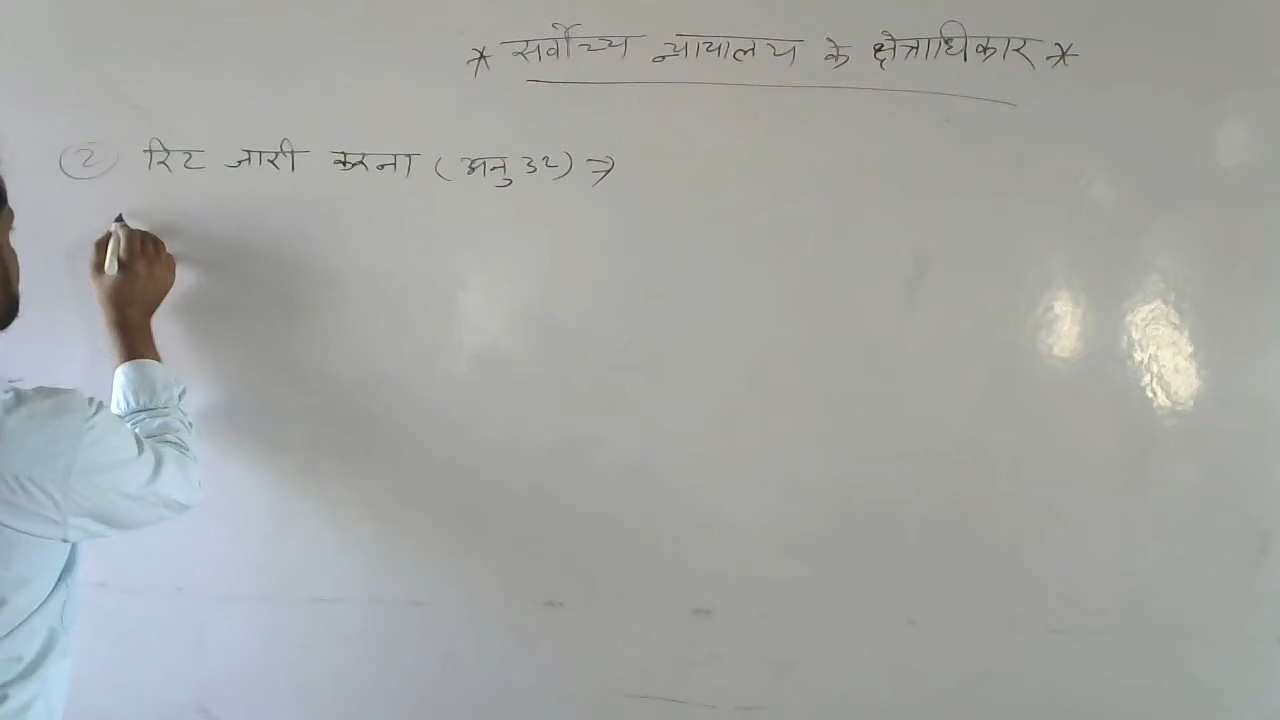 * सर्वोच्य न्यायालय के क्षेत्राधिकार *
(2) रिट जारी करना (अनु 32) ⇒